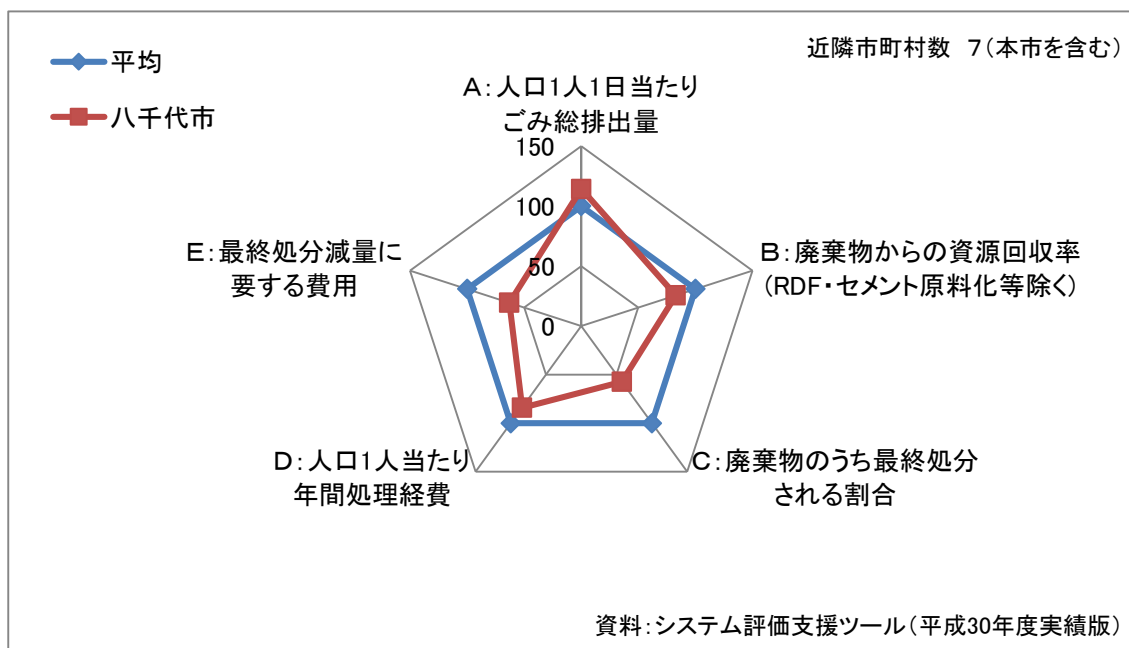 近隣市町村数 7(本市を含む)
平均
八千代市
A:人口1人1日当たり
ごみ総排出量
150
100
50
0
B:廃棄物からの資源回収率
(RDF・セメント原料化等除く)
E:最終処分減量に
要する費用
D:人口1人当たり
年間処理経費
C:廃棄物のうち最終処分
される割合
資料:システム評価支援ツール(平成30年度実績版)